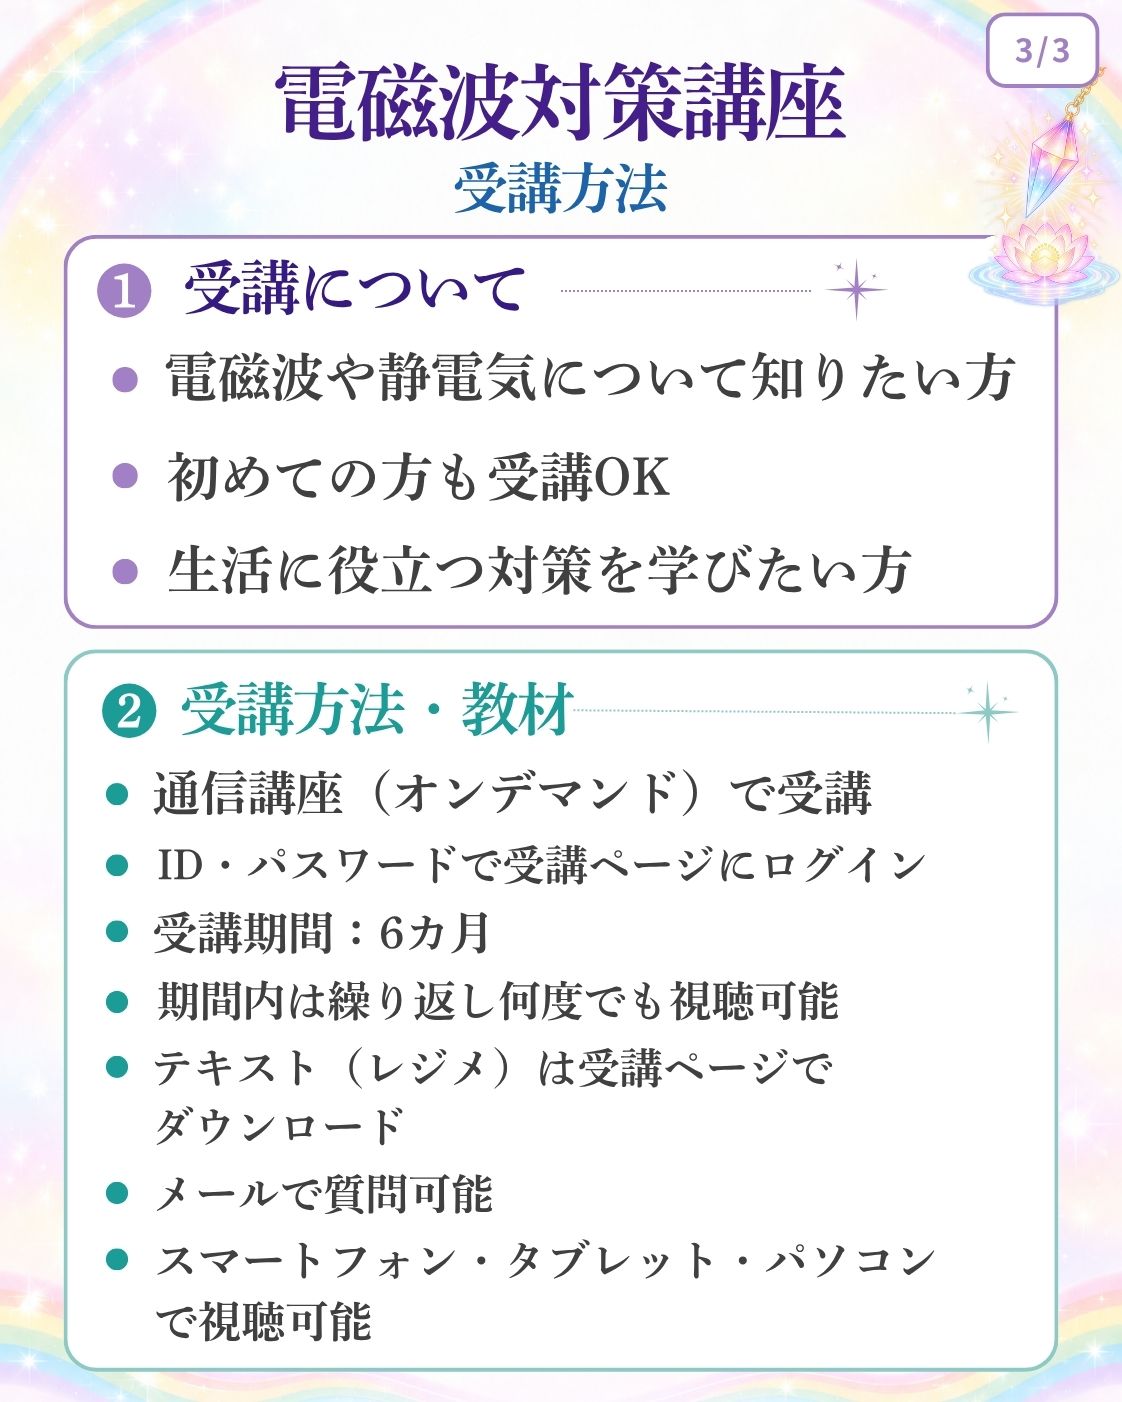 3/3
電磁波対策講座
受講方法
1 受講について
● 電磁波や静電気について知りたい方
● 初めての方も受講OK
● 生活に役立つ対策を学びたい方
2 受講方法・教材
● 通信講座（オンデマンド）で受講
● ID・パスワードで受講ページにログイン
● 受講期間：6カ月
● 期間内は繰り返し何度でも視聴可能
● テキスト（レジメ）は受講ページで
ダウンロード
● メールで質問可能
● スマートフォン・タブレット・パソコン
で視聴可能